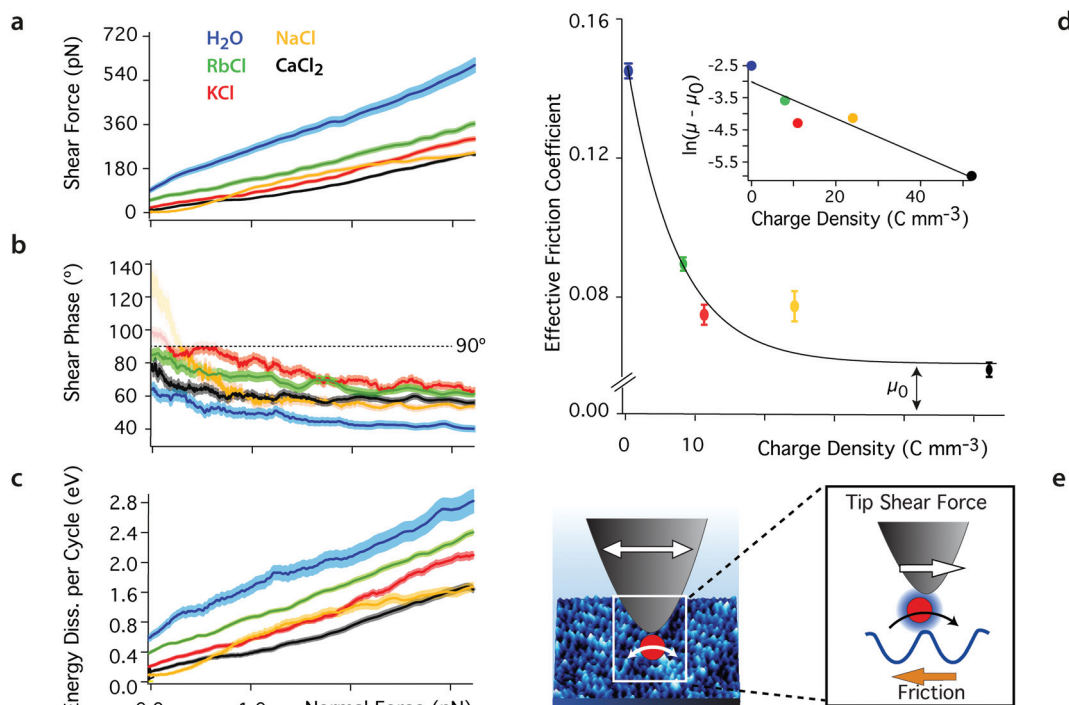 a
Shear Force (pN)
720
540
360
180
0
H2O
NaCl
RbCl
CaCl2
KCl
b
Shear Phase (°)
140
120
100
80
60
40
90°
c
Energy Diss. per Cycle (eV)
2.8
2.4
2.0
1.6
0.8
0.4
0.0
0.0
1.0
Normal Force (nN)
d
Effective Friction Coefficient
0.16
0.12
0.08
0.00
0
10
Charge Density (C mm-3)
μ0
ln(μ - μ0)
-2.5
-3.5
-4.5
-5.5
0
20
40
Charge Density (C mm-3)
e
Tip Shear Force
Friction